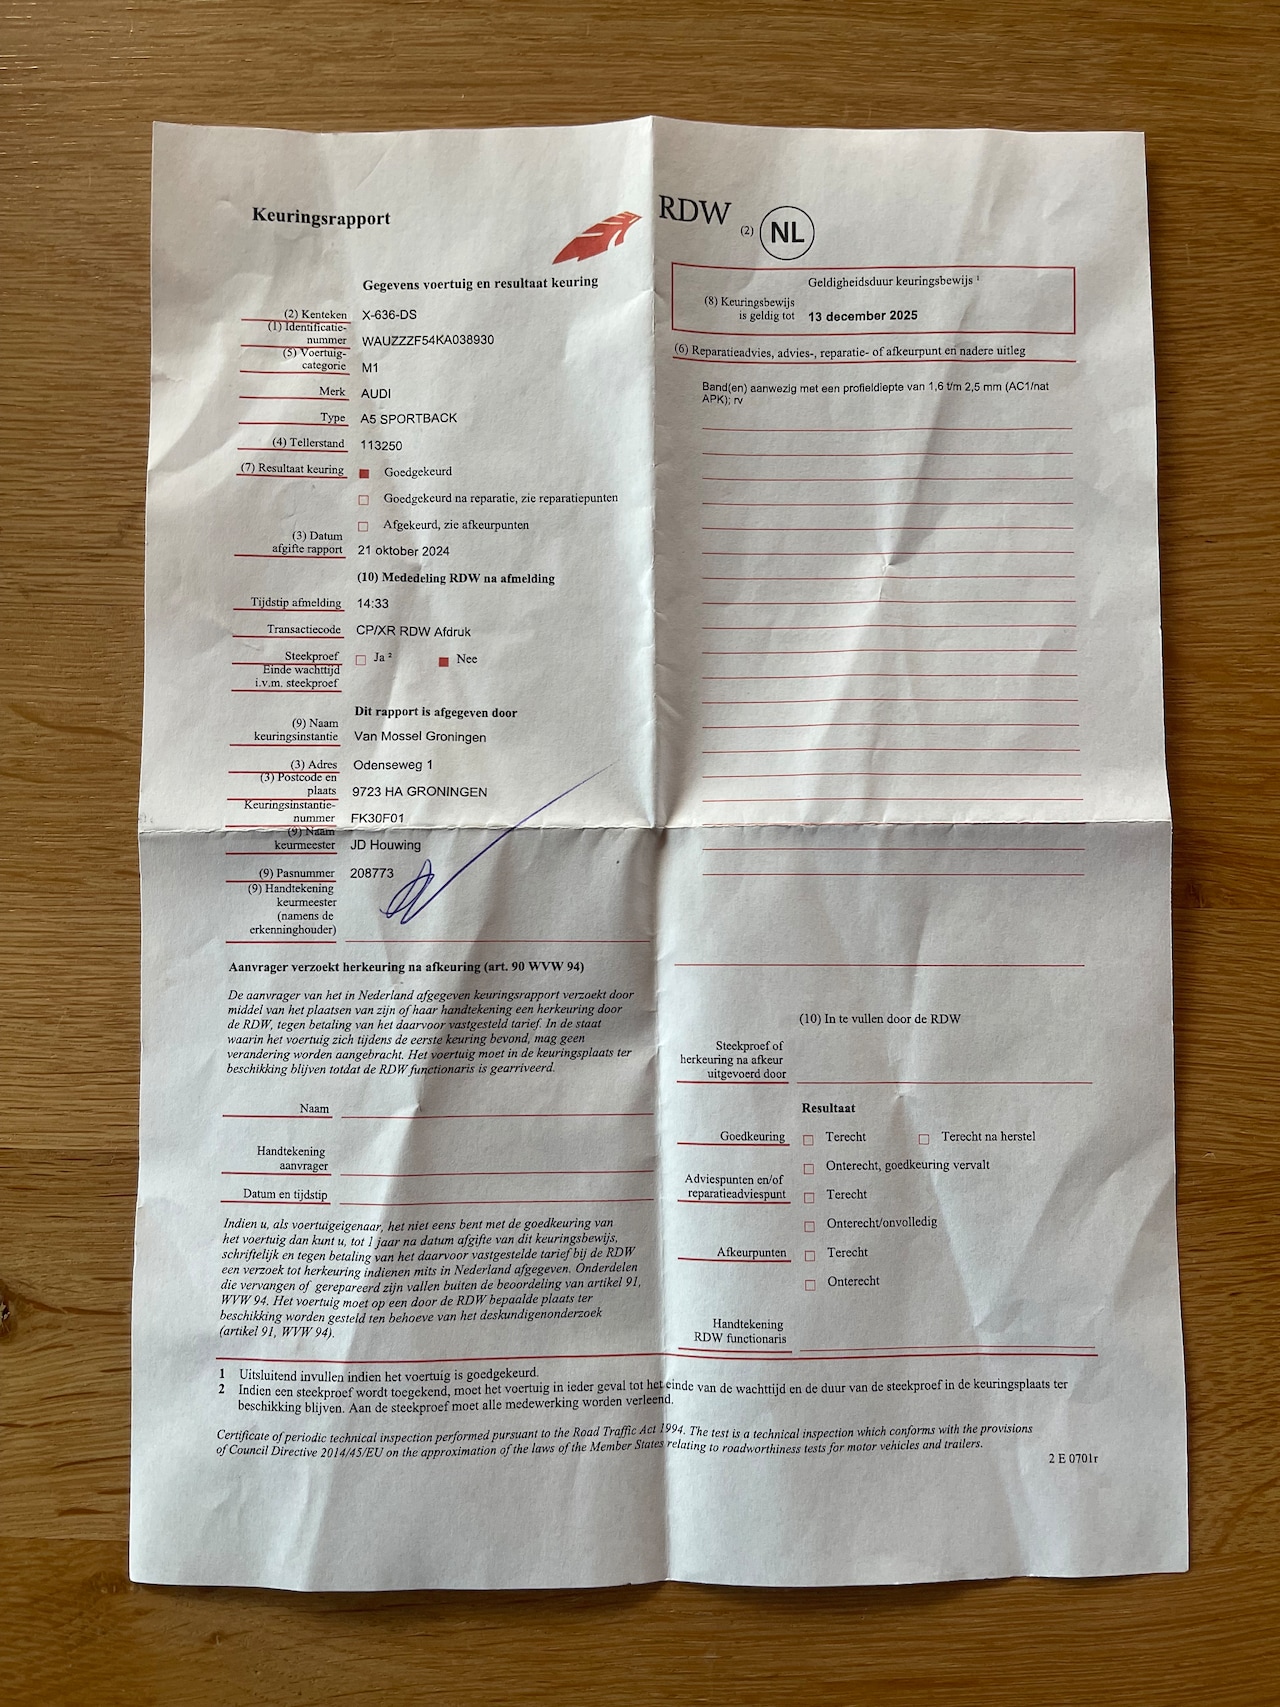 Keuringsrapport
RDW
(2) NL
Gegevens voertuig en resultaat keuring
(2) Kenteken X-636-DS
(1) Identificatie-
nummer WAUZZZF54KA038930
(5) Voertuig-
categorie M1
Merk AUDI
Type A5 SPORTBACK
(4) Tellerstand 113250
(7) Resultaat keuring Goedgekeurd
Goedgekeurd na reparatie, zie reparatiepunten
Afgekeurd, zie afkeurpunten
(3) Datum
afgifte rapport 21 oktober 2024
(10) Mededeling RDW na afmelding
Tijdstip afmelding 14:33
Transactiecode CP/XR RDW Afdruk
Steekproef Ja ² Nee
Einde wachttijd
i.v.m. steekproef
Dit rapport is afgegeven door
(9) Naam
keuringsinstantie Van Mossel Groningen
(3) Adres Odenseweg 1
(3) Postcode en
plaats 9723 HA GRONINGEN
Keuringsinstantie-
nummer FK30F01
(9) Naam
keurmeester JD Houwing
(9) Pasnummer 208773
(9) Handtekening
keurmeester
(namens de
erkenninghouder)
Aanvrager verzoekt herkeuring na afkeuring (art. 90 WVW 94)
De aanvrager van het in Nederland afgegeven keuringsrapport verzoekt door
middel van het plaatsen van zijn of haar handtekening een herkeuring door
de RDW, tegen betaling van het daarvoor vastgesteld tarief. In de staat
waarin het voertuig zich tijdens de eerste keuring bevond, mag geen
verandering worden aangebracht. Het voertuig moet in de keuringsplaats ter
beschikking blijven totdat de RDW functionaris is gearriveerd.
Naam
Handtekening
aanvrager
Datum en tijdstip
Indien u, als voertuigeigenaar, het niet eens bent met de goedkeuring van
het voertuig dan kunt u, tot 1 jaar na datum afgifte van dit keuringsbewijs,
schriftelijk en tegen betaling van het daarvoor vastgestelde tarief bij de RDW
een verzoek tot herkeuring indienen mits in Nederland afgegeven. Onderdelen
die vervangen of gerepareerd zijn vallen buiten de beoordeling van artikel 91,
WVW 94. Het voertuig moet op een door de RDW bepaalde plaats ter
beschikking worden gesteld ten behoeve van het deskundigenonderzoek
(artikel 91, WVW 94).
Geldigheidsduur keuringsbewijs ¹
(8) Keuringsbewijs
is geldig tot 13 december 2025
(6) Reparatieadvies, advies-, reparatie- of afkeurpunt en nadere uitleg
Band(en) aanwezig met een profieldiepte van 1,6 t/m 2,5 mm (AC1/nat
APK); rv
(10) In te vullen door de RDW
Steekproef of
herkeuring na afkeur
uitgevoerd door
Resultaat
Goedkeuring Terecht Terecht na herstel
Onterecht, goedkeuring vervalt
Adviespunten en/of
reparatieadviespunt Terecht
Onterecht/onvolledig
Afkeurpunten Terecht
Onterecht
Handtekening
RDW functionaris
1 Uitsluitend invullen indien het voertuig is goedgekeurd.
2 Indien een steekproef wordt toegekend, moet het voertuig in ieder geval tot het einde van de wachttijd en de duur van de steekproef in de keuringsplaats ter
beschikking blijven. Aan de steekproef moet alle medewerking worden verleend.
Certificate of periodic technical inspection performed pursuant to the Road Traffic Act 1994. The test is a technical inspection which conforms with the provisions
of Council Directive 2014/45/EU on the approximation of the laws of the Member States relating to roadworthiness tests for motor vehicles and trailers.
2 E 0701r